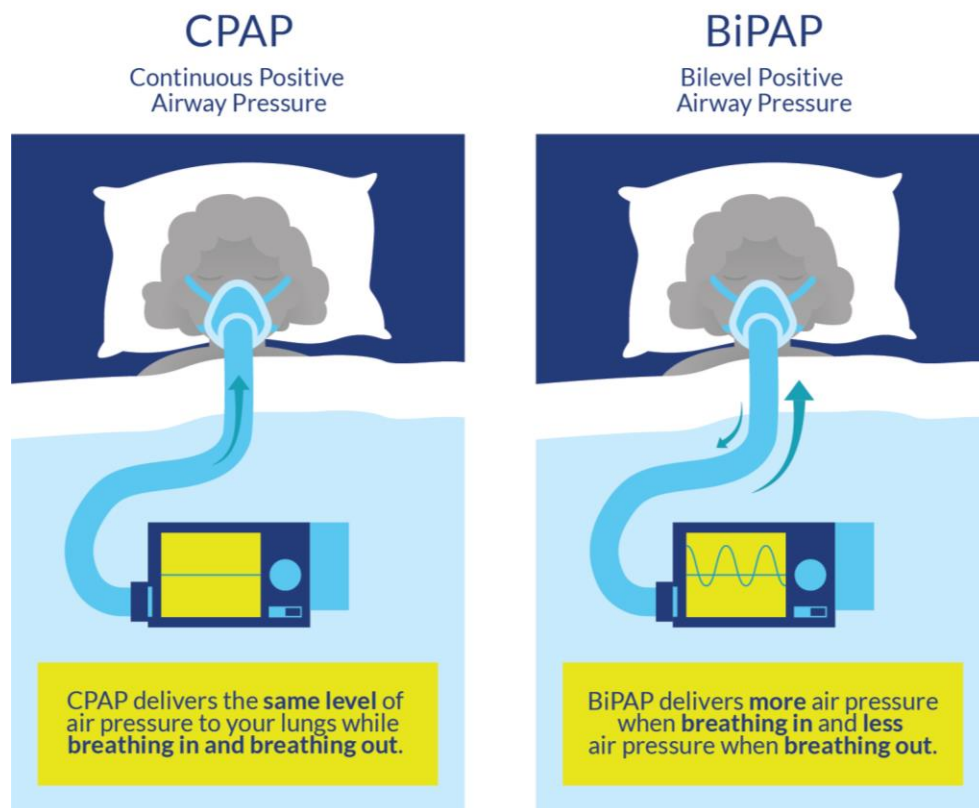 CPAP
Continuous Positive
Airway Pressure
CPAP delivers the same level of
air pressure to your lungs while
breathing in and breathing out.
BiPAP
Bilevel Positive
Airway Pressure
BiPAP delivers more air pressure
when breathing in and less
air pressure when breathing out.